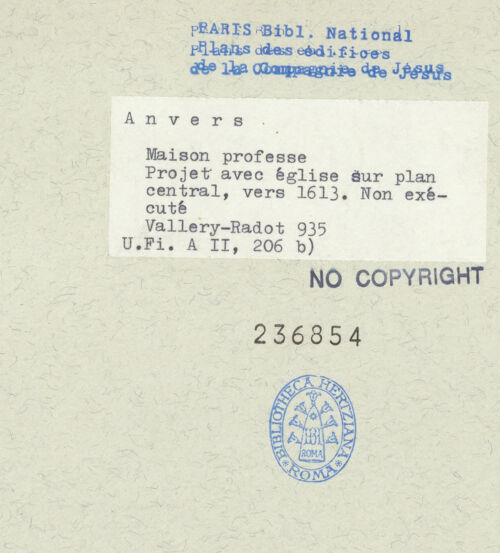 PARIS Bibl. National
Plans des édifices
de la Compagnie de Jésus
Anvers
Maison professe
Projet avec église sur plan
central, vers 1613. Non exé-
cuté
Vallery-Radot 935
U.Fi. A II, 206 b)
NO COPYRIGHT
236854
BIBLIOTHECA HERTZIANA
ROMA
ROMA